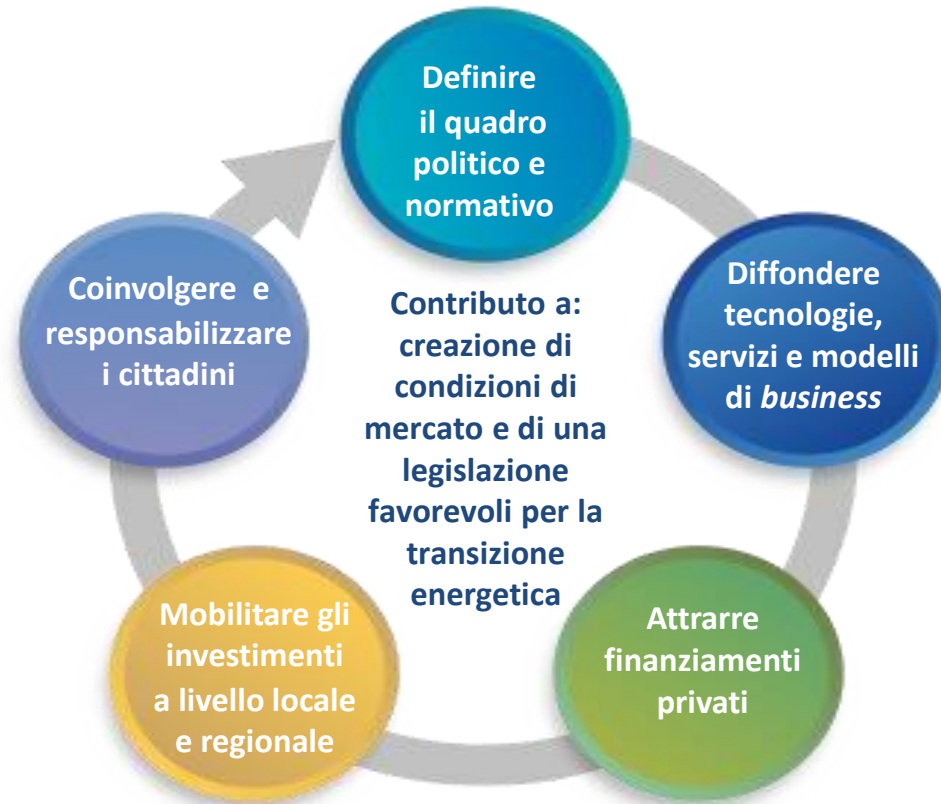 Definire
il quadro
politico e
normativo
Diffondere
tecnologie,
servizi e modelli
di business
Attrarre
finanziamenti
privati
Mobilitare gli
investimenti
a livello locale
e regionale
Coinvolgere e
responsabilizzare
i cittadini
Contributo a:
creazione di
condizioni di
mercato e di una
legislazione
favorevoli per la
transizione
energetica